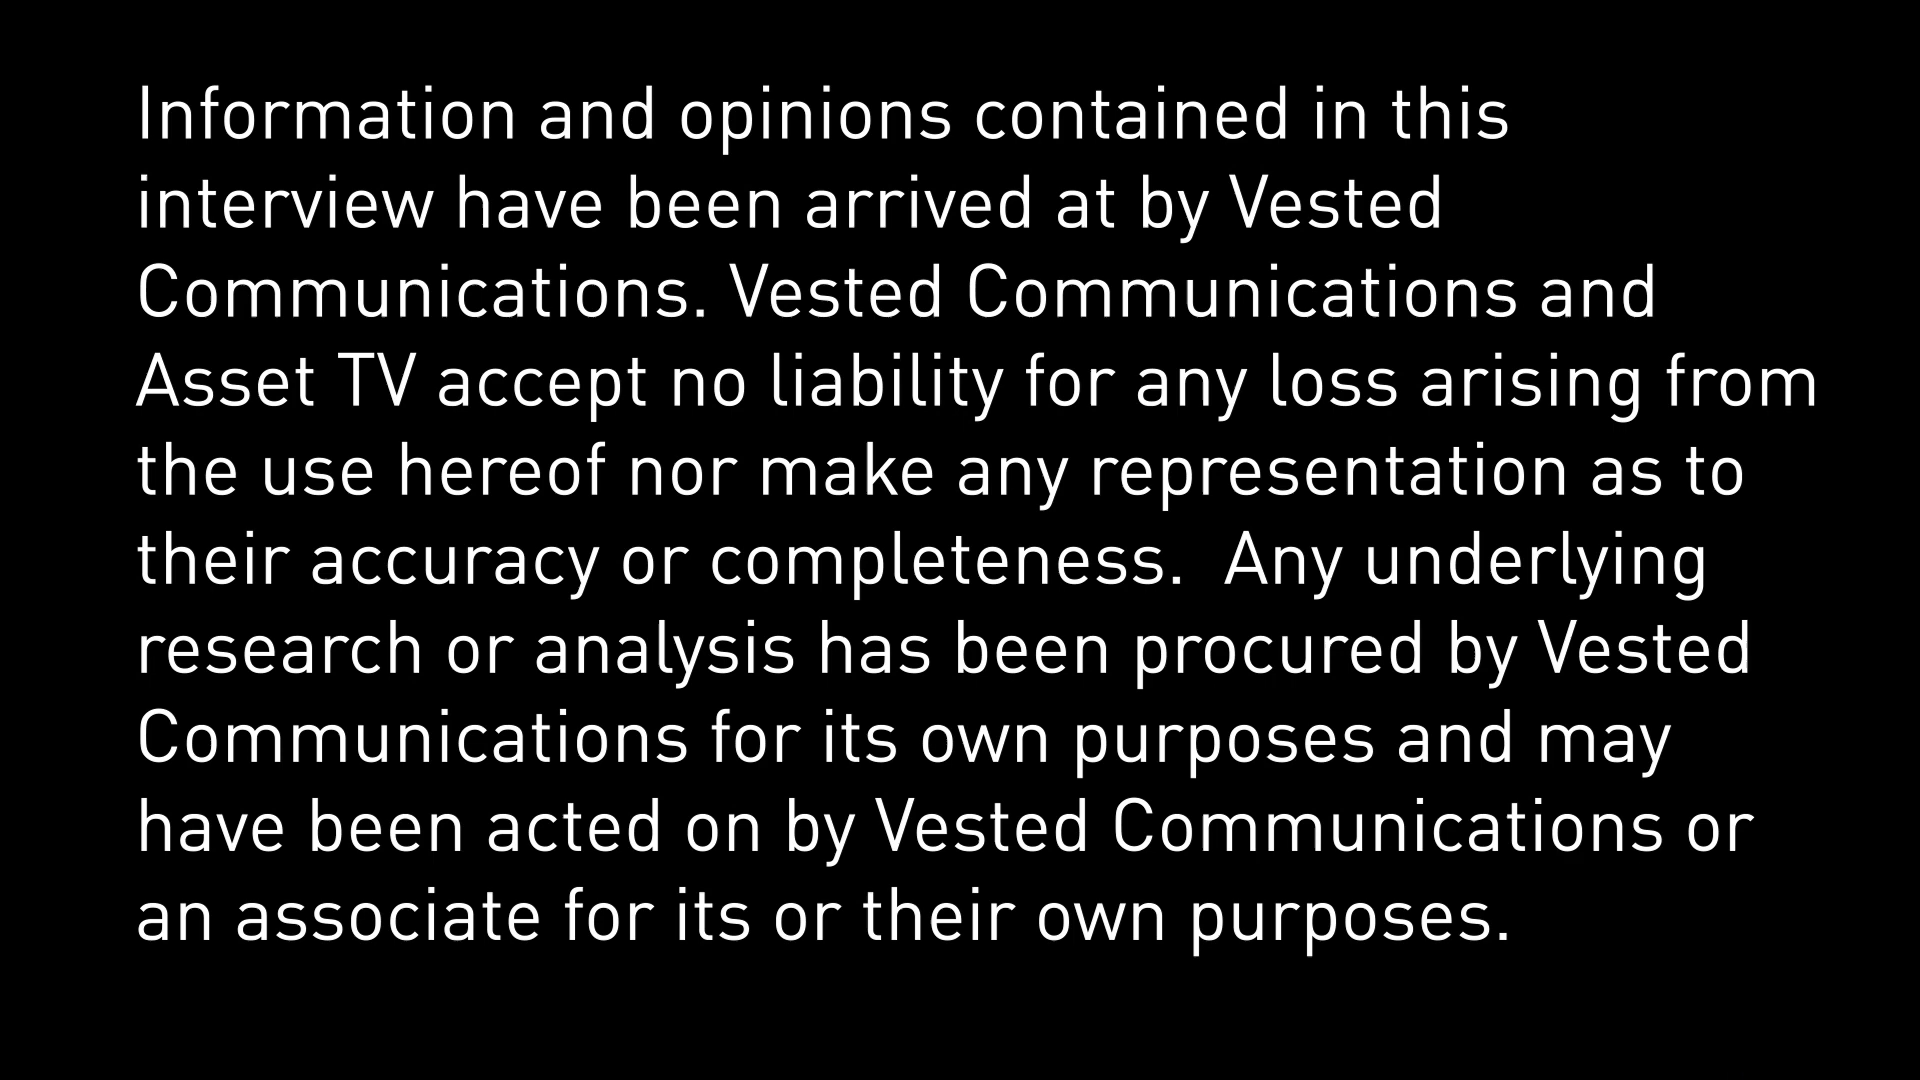 Information and opinions contained in this
interview have been arrived at by Vested
Communications. Vested Communications and
Asset TV accept no liability for any loss arising from
the use hereof nor make any representation as to
their accuracy or completeness.  Any underlying
research or analysis has been procured by Vested
Communications for its own purposes and may
have been acted on by Vested Communications or
an associate for its or their own purposes.